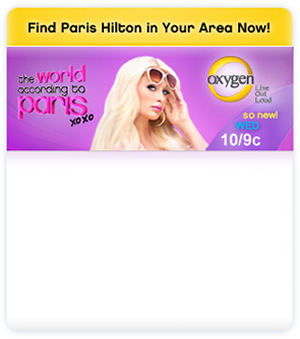 Find Paris Hilton in Your Area Now!
the world
according to
paris
xoxo
oxygen
Live
Out
Loud
so new!
WED
10/9c